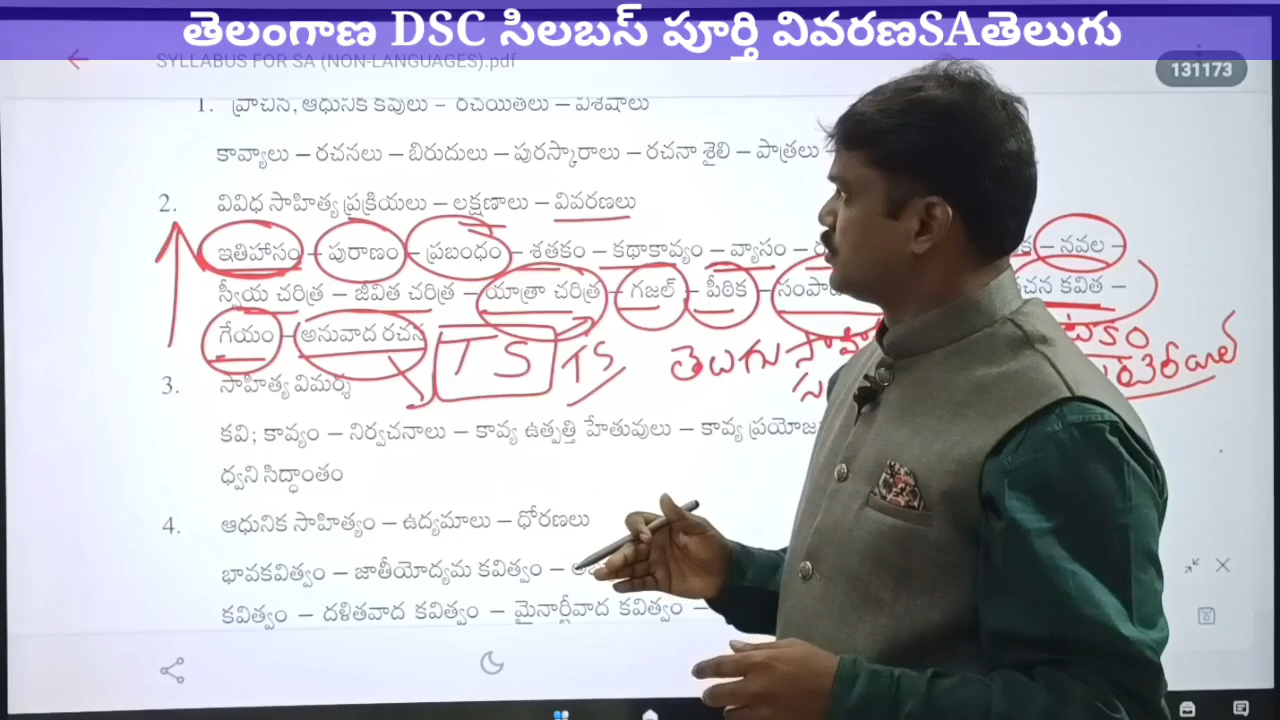 తెలంగాణ DSC సిలబస్ పూర్తి వివరణSAతెలుగు
SYLLABUS FOR SA (NON-LANGUAGES).pdf
131173
1. ప్రాచీన, ఆధునిక కవులు – రచయితలు – విశేషాలు
కావ్యాలు – రచనలు – బిరుదులు – పురస్కారాలు – రచనా శైలి – పాత్రలు –
2. వివిధ సాహిత్య ప్రక్రియలు – లక్షణాలు – వివరణలు
ఇతిహాసం – పురాణం – ప్రబంధం – శతకం – కథాకావ్యం – వ్యాసం – – నవల –
స్వీయ చరిత్ర – జీవిత చరిత్ర – యాత్రా చరిత్ర – గజల్ – పీఠిక – కవిత –
గేయం – అనువాద రచన
TS TS తెలుగు
3. సాహిత్య విమర్శ
కవి; కావ్యం – నిర్వచనాలు – కావ్య ఉత్పత్తి హేతువులు – కావ్య
ధ్వని సిద్ధాంతం
4. ఆధునిక సాహిత్యం – ఉద్యమాలు – ధోరణలు
భావకవిత్వం – జాతీయోద్యమ కవిత్వం –
కవిత్వం – దళితవాద కవిత్వం – మైనార్టీవాద కవిత్వం –